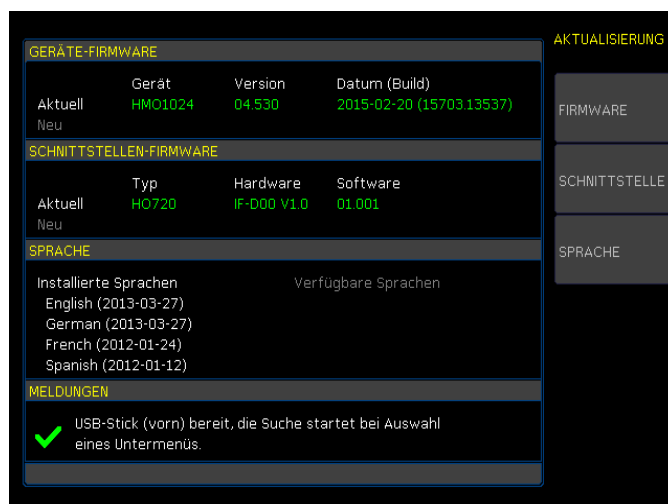 AKTUALISIERUNG
GERÄTE-FIRMWARE
Gerät Version Datum (Build)
Aktuell HMO1024 04.530 2015-02-20 (15703.13537)
Neu
FIRMWARE
SCHNITTSTELLEN-FIRMWARE
Typ Hardware Software
Aktuell HO720 IF-D00 V1.0 01.001
Neu
SCHNITTSTELLE
SPRACHE
Installierte Sprachen Verfügbare Sprachen
English (2013-03-27)
German (2013-03-27)
French (2012-01-24)
Spanish (2012-01-12)
SPRACHE
MELDUNGEN
USB-Stick (vorn) bereit, die Suche startet bei Auswahl
eines Untermenüs.